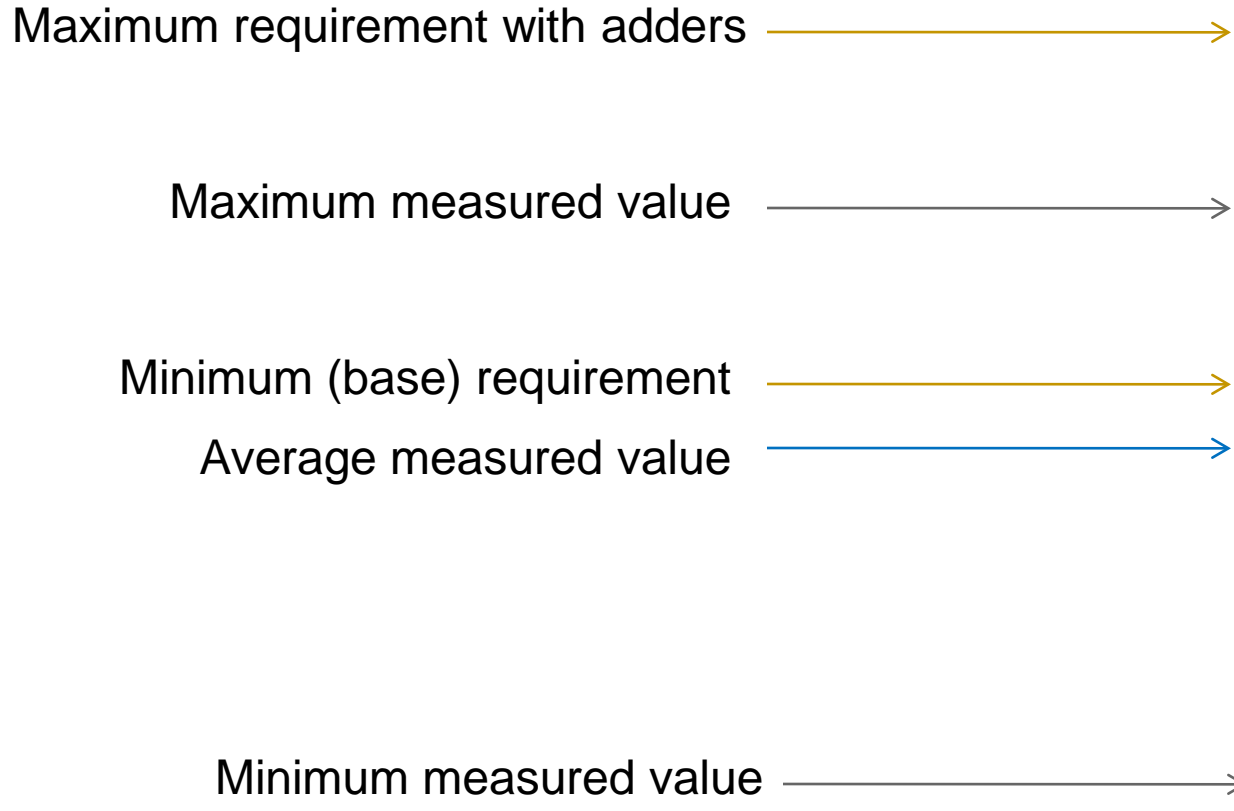 Maximum requirement with adders
Maximum measured value
Minimum (base) requirement
Average measured value
Minimum measured value